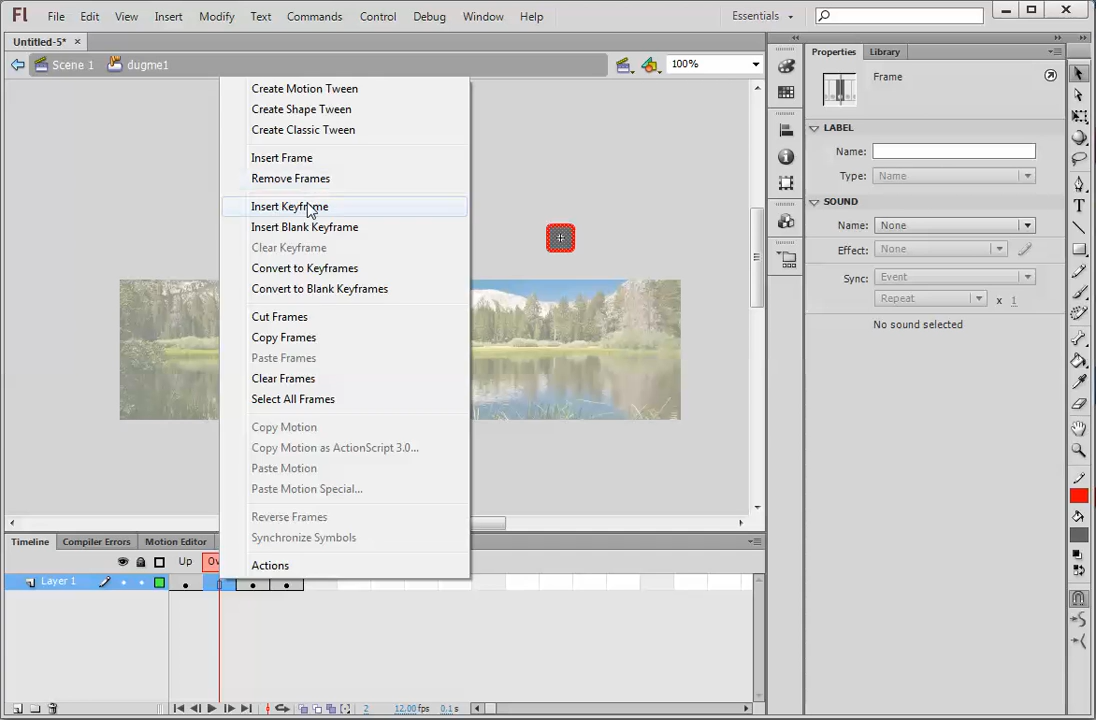 Fl File Edit View Insert Modify Text Commands Control Debug Window Help Essentials
Untitled-5* ×
Scene 1 dugme1 100%
Properties Library
Frame
LABEL
Name:
Type: Name
SOUND
Name: None
Effect: None
Sync: Event
Repeat x 1
No sound selected
Create Motion Tween
Create Shape Tween
Create Classic Tween
Insert Frame
Remove Frames
Insert Keyframe
Insert Blank Keyframe
Clear Keyframe
Convert to Keyframes
Convert to Blank Keyframes
Cut Frames
Copy Frames
Paste Frames
Clear Frames
Select All Frames
Copy Motion
Copy Motion as ActionScript 3.0...
Paste Motion
Paste Motion Special...
Reverse Frames
Synchronize Symbols
Actions
Timeline Compiler Errors Motion Editor
Up
Layer 1
2 12.00 fps 0.1 s